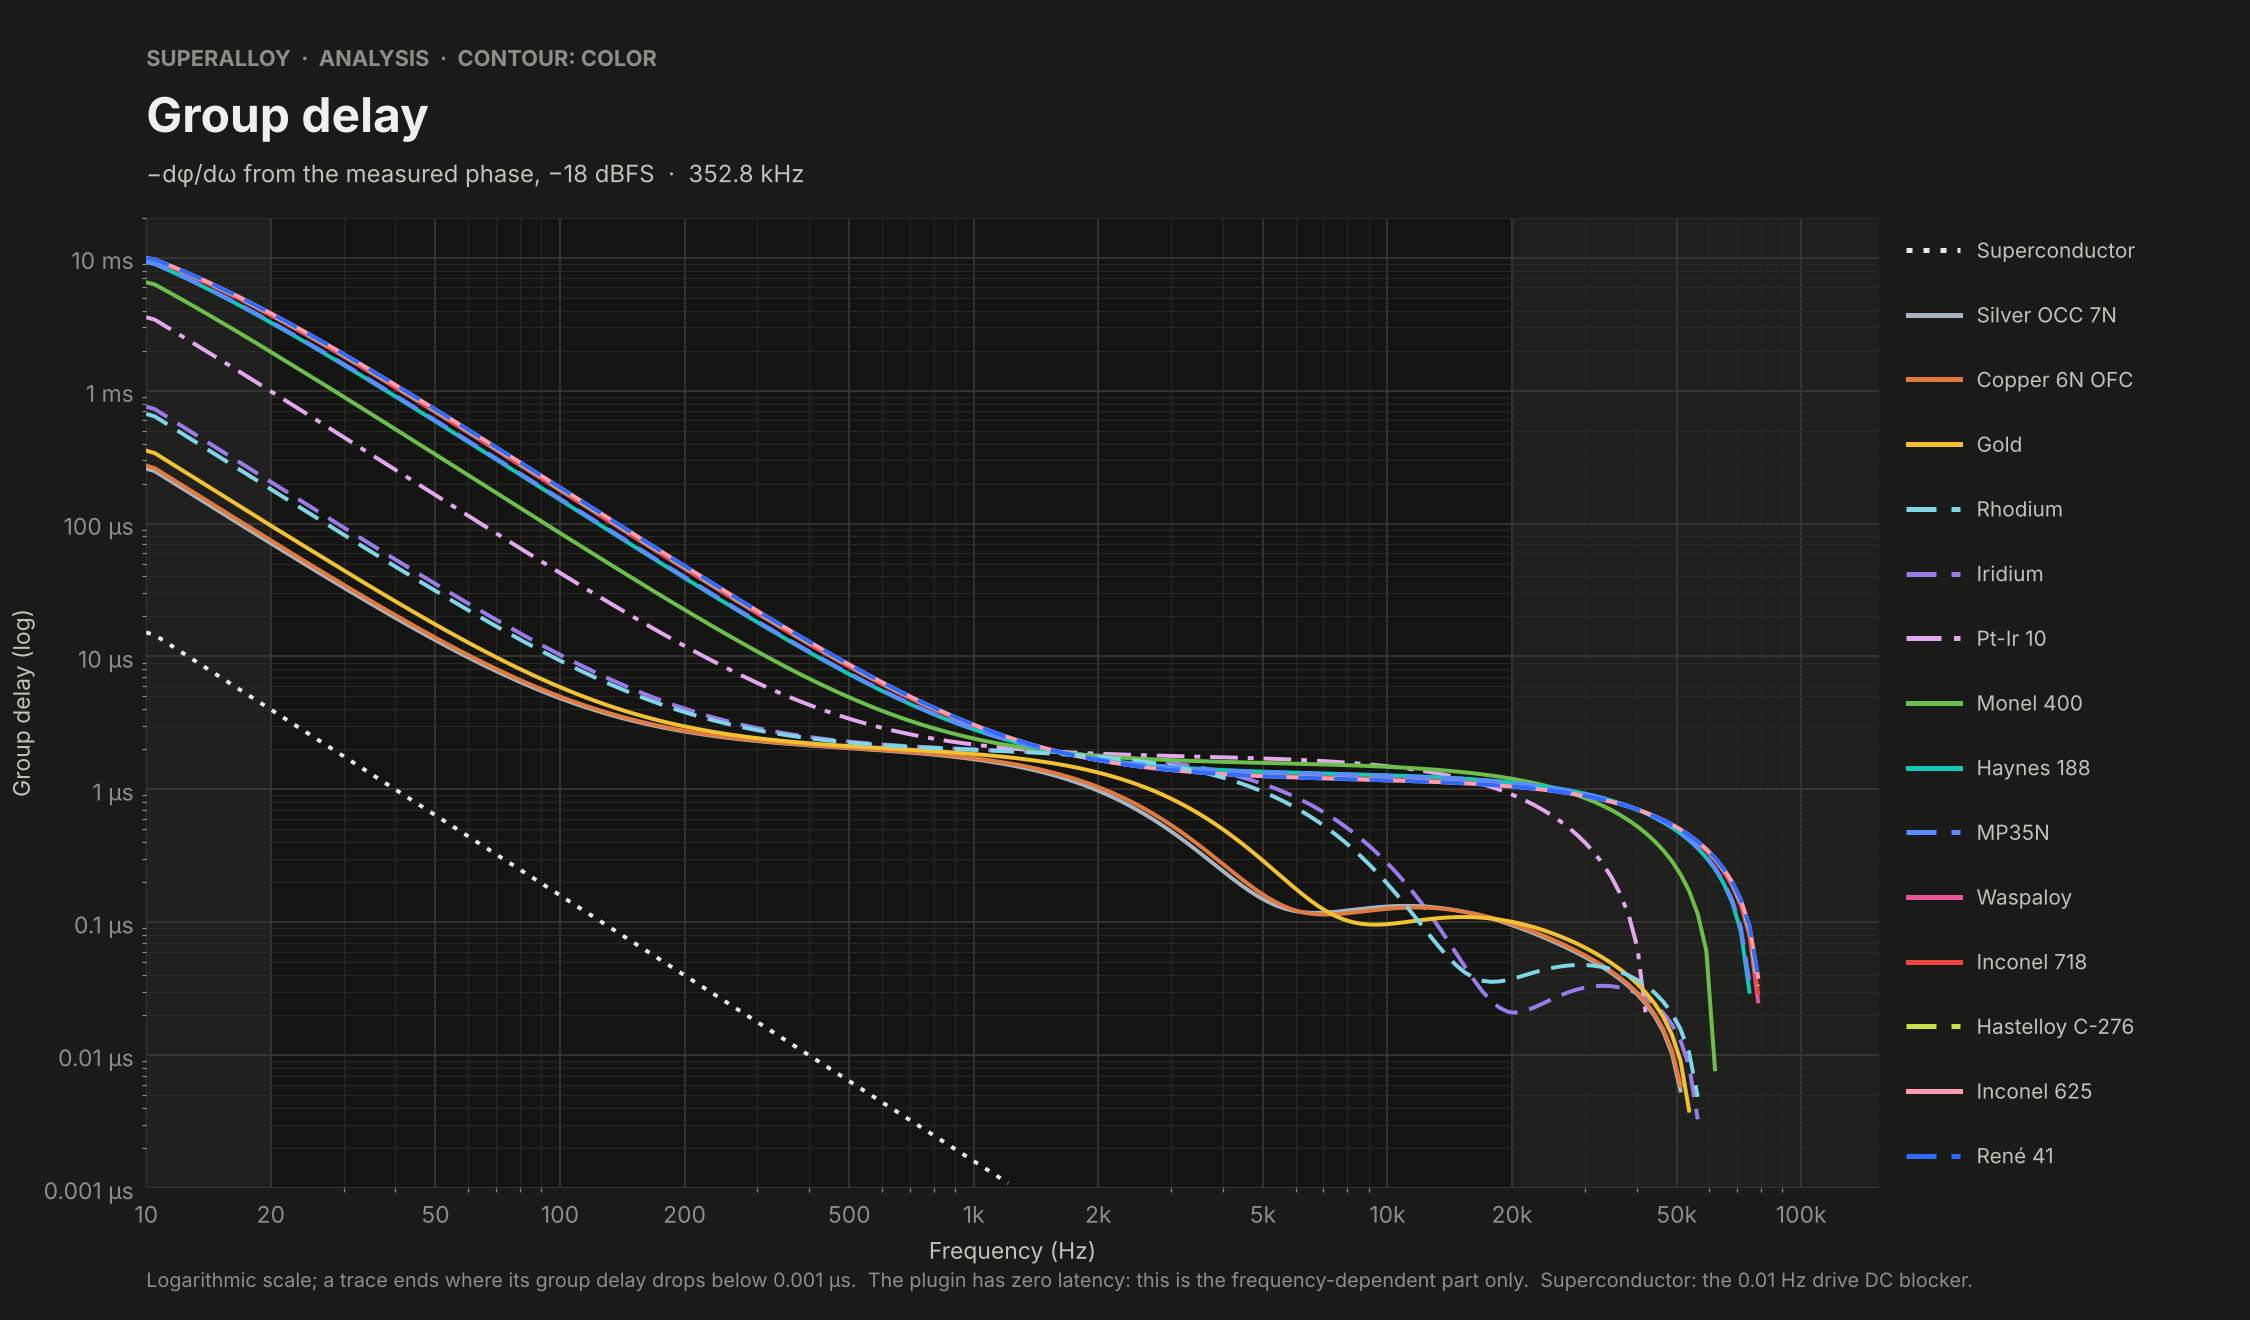 SUPERALLOY · ANALYSIS · CONTOUR: COLOR
Group delay
−dφ/dω from the measured phase, −18 dBFS · 352.8 kHz
Group delay (log)
10 ms
1 ms
100 µs
10 µs
1 µs
0.1 µs
0.01 µs
0.001 µs
10 20 50 100 200 500 1k 2k 5k 10k 20k 50k 100k
Frequency (Hz)
Superconductor
Silver OCC 7N
Copper 6N OFC
Gold
Rhodium
Iridium
Pt-Ir 10
Monel 400
Haynes 188
MP35N
Waspaloy
Inconel 718
Hastelloy C-276
Inconel 625
René 41
Logarithmic scale; a trace ends where its group delay drops below 0.001 µs. The plugin has zero latency: this is the frequency-dependent part only. Superconductor: the 0.01 Hz drive DC blocker.